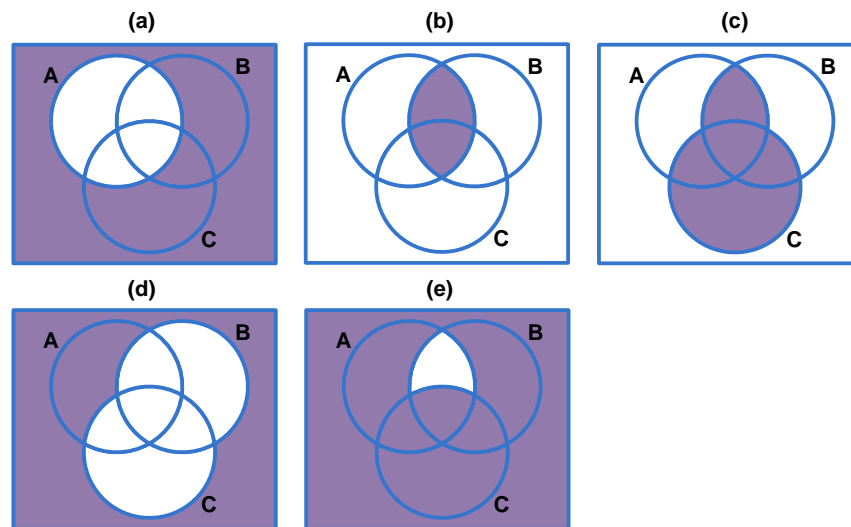 (a) (b) (c)
A B A B A B
C C C
(d) (e)
A B A B
C C